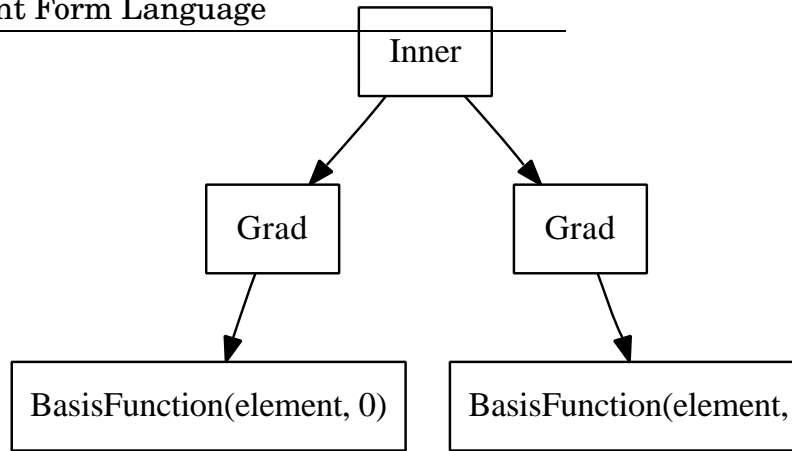 nt Form Language
Inner
Grad Grad
BasisFunction(element, 0) BasisFunction(element,